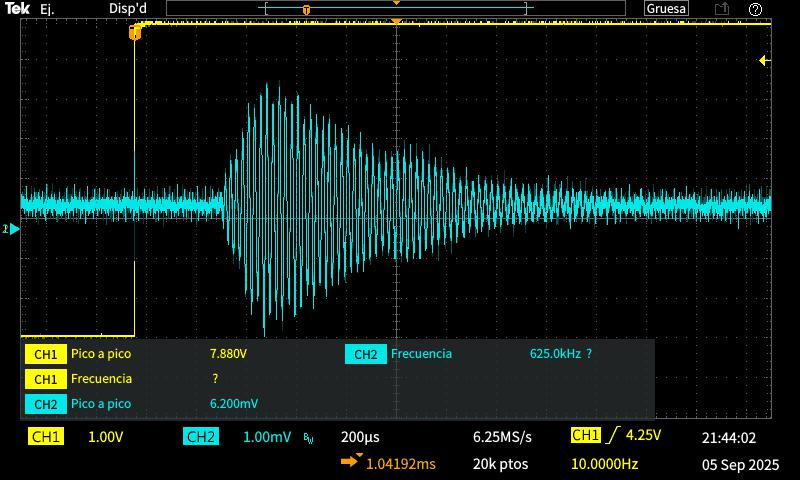 Tek Ej. Disp'd T Gruesa ?
T
2
CH1 Pico a pico 7.880V CH2 Frecuencia 625.0kHz ?
CH1 Frecuencia ?
CH2 Pico a pico 6.200mV
CH1 1.00V CH2 1.00mV BW 200µs 6.25MS/s CH1 4.25V 21:44:02
1.04192ms 20k ptos 10.0000Hz 05 Sep 2025